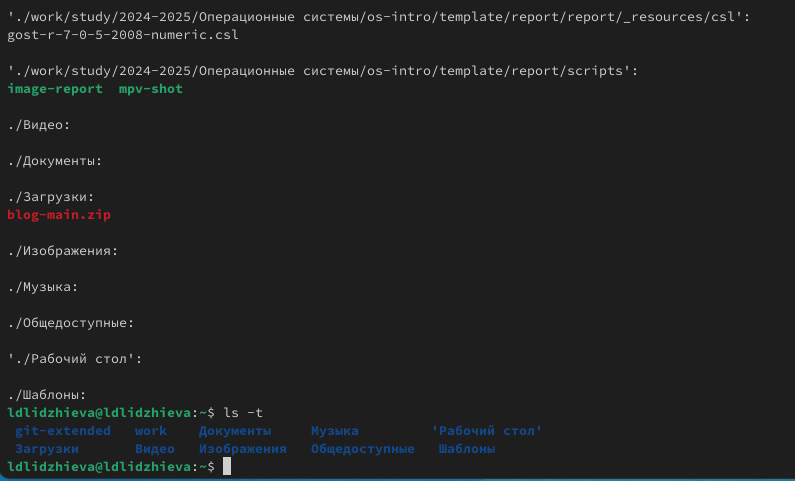 './work/study/2024-2025/Операционные системы/os-intro/template/report/report/_resources/csl':
gost-r-7-0-5-2008-numeric.csl
'./work/study/2024-2025/Операционные системы/os-intro/template/report/scripts':
image-report  mpv-shot
./Видео:
./Документы:
./Загрузки:
blog-main.zip
./Изображения:
./Музыка:
./Общедоступные:
'./Рабочий стол':
./Шаблоны:
ldlidzhieva@ldlidzhieva:~$ ls -t
git-extended   work    Документы     Музыка         'Рабочий стол'
Загрузки       Видео   Изображения   Общедоступные   Шаблоны
ldlidzhieva@ldlidzhieva:~$